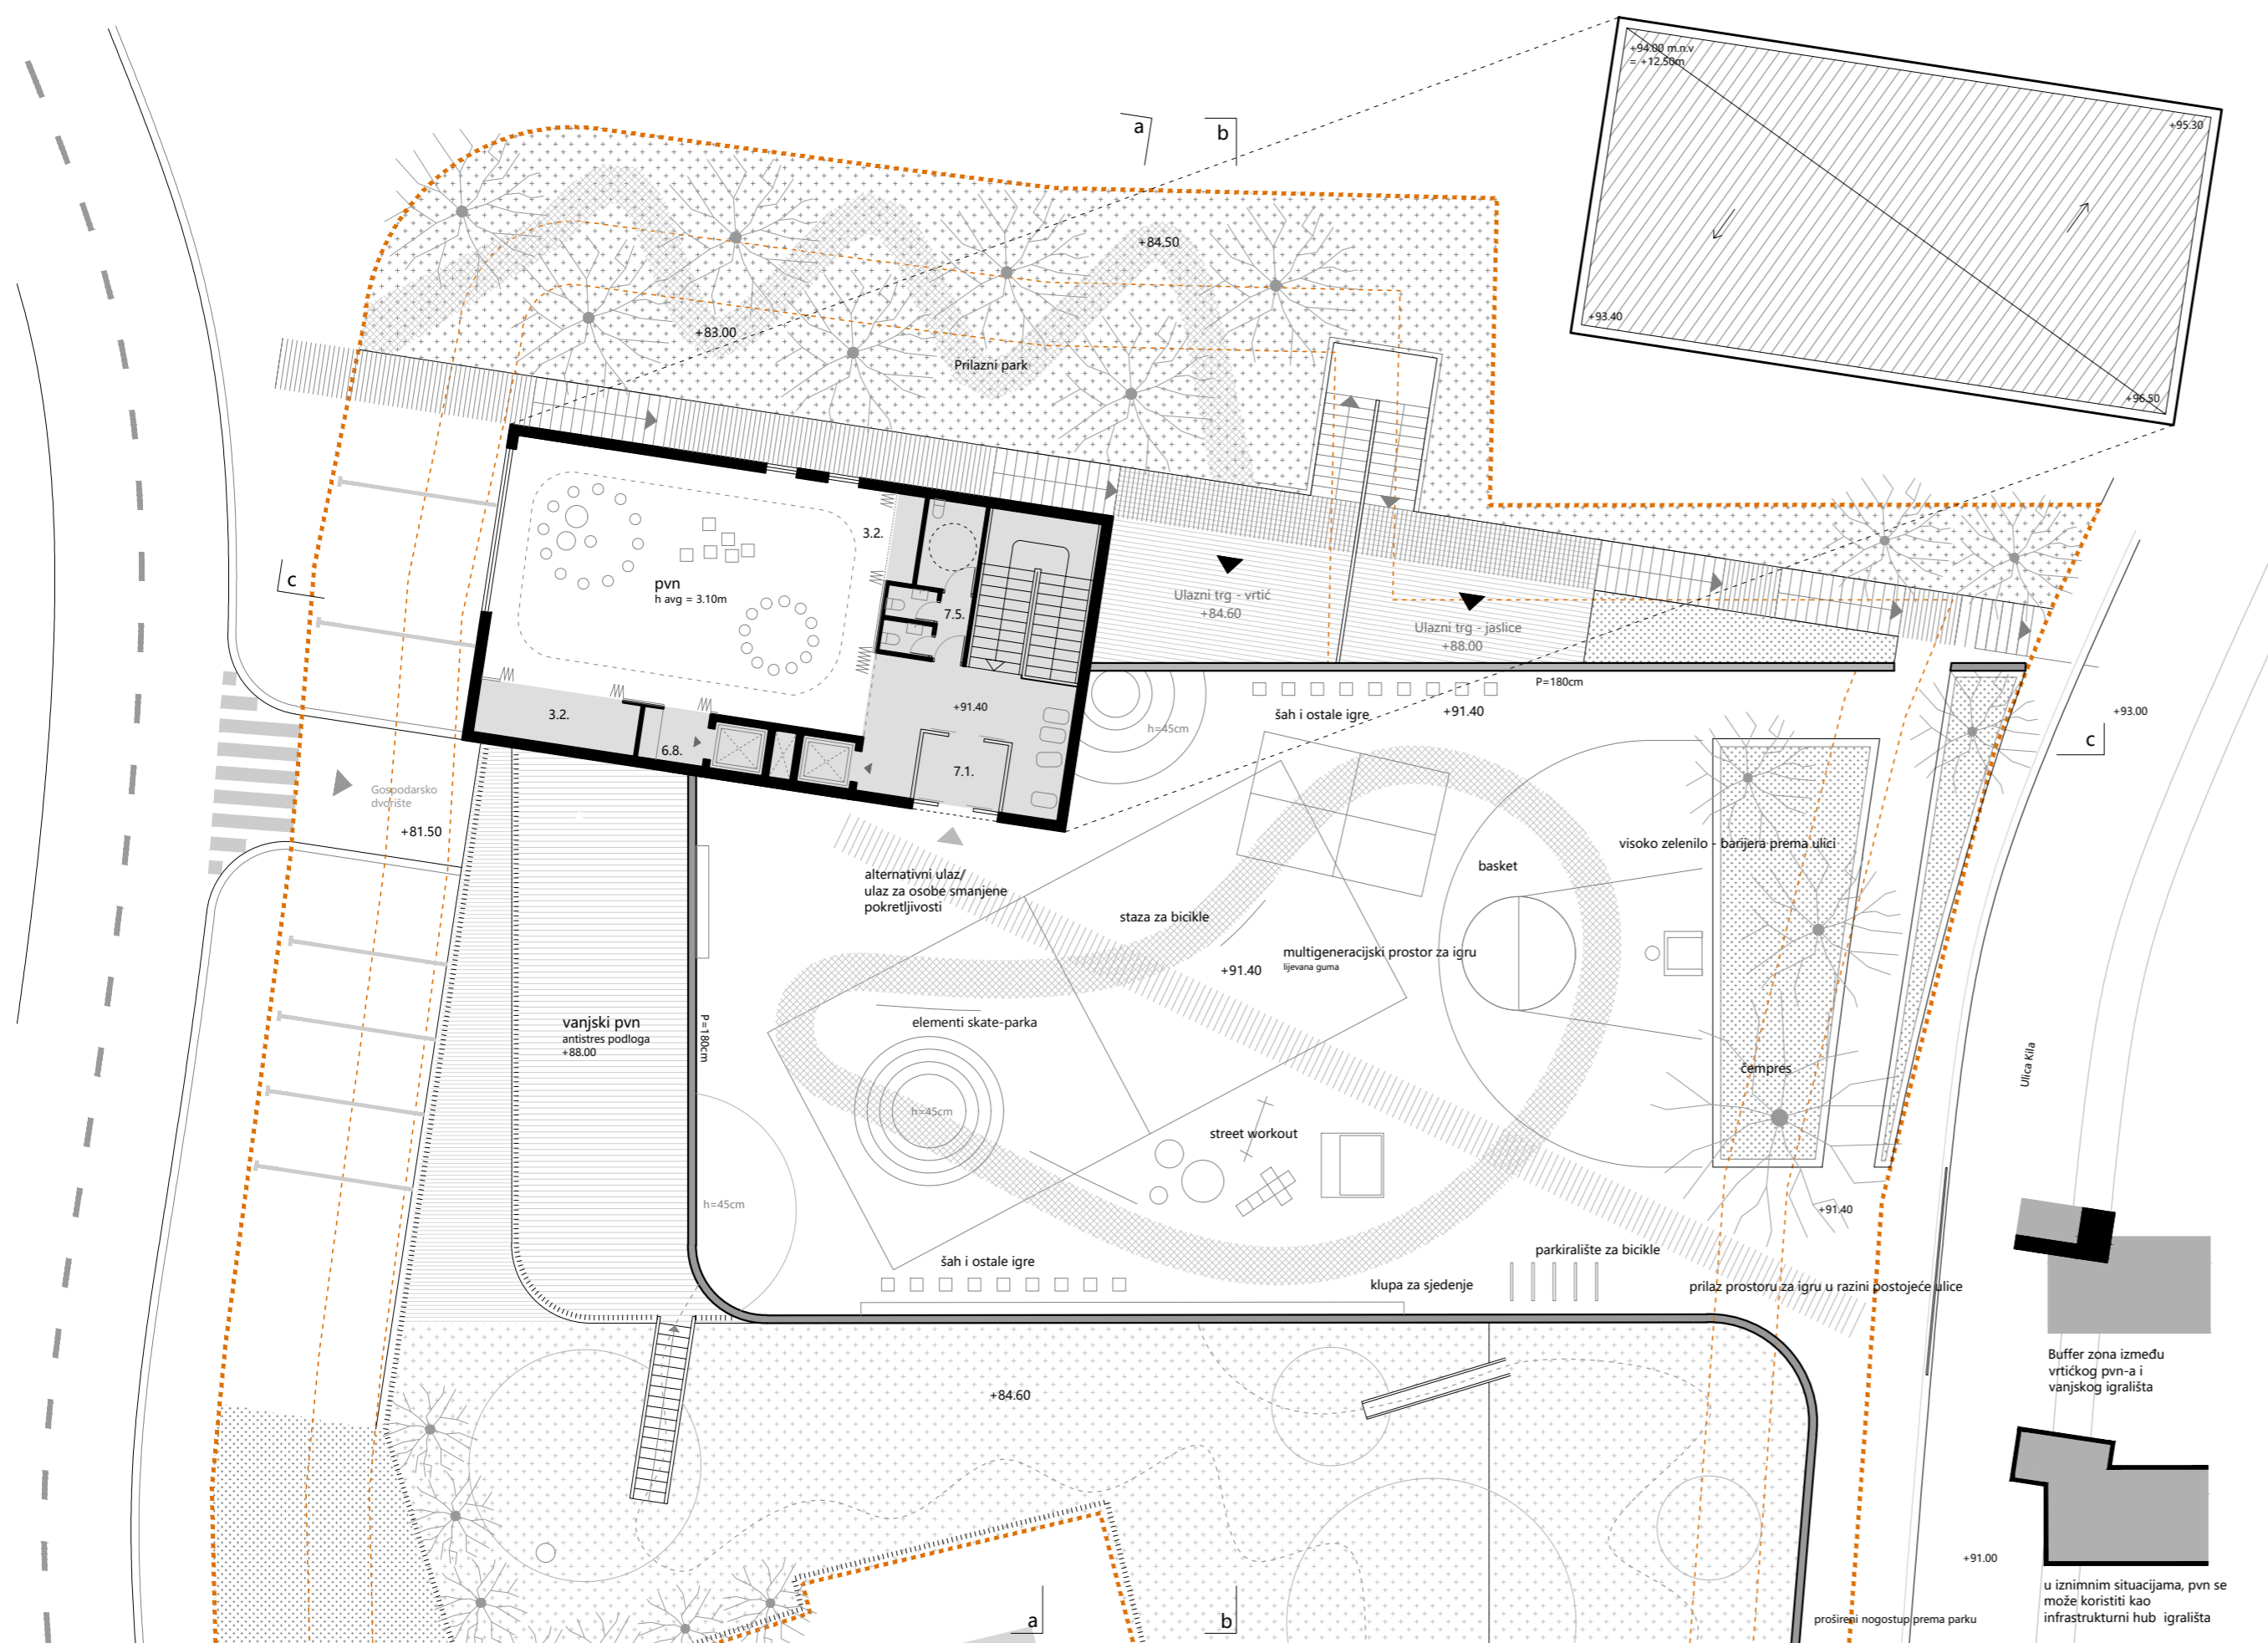 +94.00 m.n.v
= +12.50m
+95.30
a
b
+84.50
+93.40
+83.00
Prilazni park
+96.50
3.2.
c
pvn
h avg = 3.10m
7.5.
Ulazni trg - vrtić
+84.60
Ulazni trg - jaslice
+88.00
P=180cm
3.2.
+91.40
šah i ostale igre
+91.40
+93.00
h=45cm
c
6.8.
7.1.
Gospodarsko
dvorište
+81.50
visoko zelenilo - barijera prema ulici
basket
alternativni ulaz/
ulaz za osobe smanjene
pokretljivosti
staza za bicikle
multigeneracijski prostor za igru
lijevana guma
+91.40
vanjski pvn
antistres podloga
+88.00
P=180cm
elementi skate-parka
Ulica Kila
čempres
h=45cm
street workout
h=45cm
+91.40
šah i ostale igre
parkiralište za bicikle
klupa za sjedenje
prilaz prostoru za igru u razini postojeće ulice
Buffer zona između
vrtićkog pvn-a i
vanjskog igrališta
+84.60
+91.00
u iznimnim situacijama, pvn se
može koristiti kao
infrastrukturni hub igrališta
a
b
prošireni nogostup prema parku